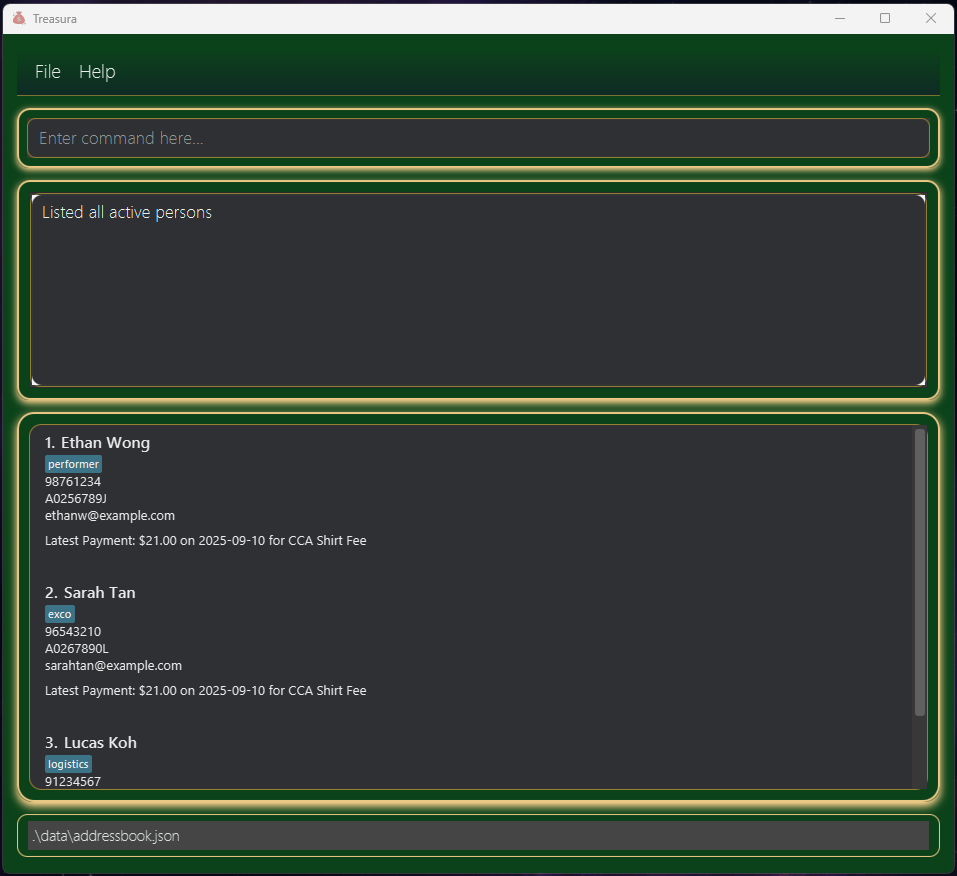 Treasura
File Help
Enter command here...
Listed all active persons
1. Ethan Wong
performer
98761234
A0256789J
ethanw@example.com
Latest Payment: $21.00 on 2025-09-10 for CCA Shirt Fee
2. Sarah Tan
exco
96543210
A0267890L
sarahtan@example.com
Latest Payment: $21.00 on 2025-09-10 for CCA Shirt Fee
3. Lucas Koh
logistics
91234567
.\data\addressbook.json